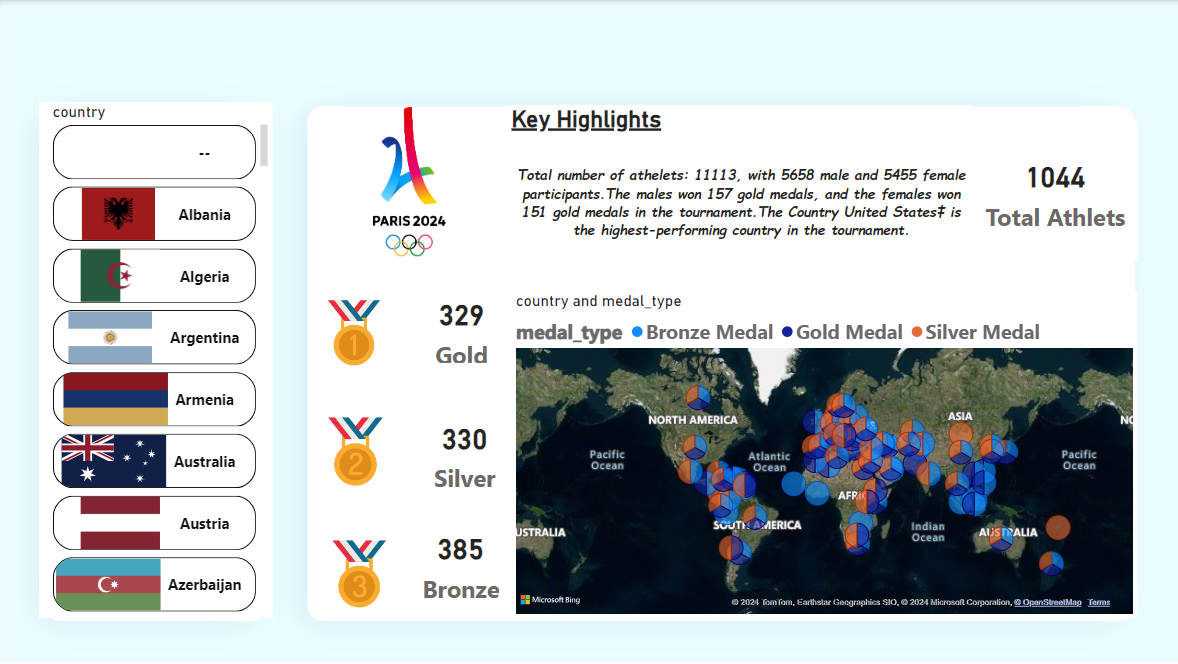 country
--
Albania
Algeria
Argentina
Armenia
Australia
Austria
Azerbaijan
PARIS 2024
Key Highlights
Total number of athelets: 11113, with 5658 male and 5455 female
participants.The males won 157 gold medals, and the females won
151 gold medals in the tournament.The Country United States‡ is
the highest-performing country in the tournament.
1044
Total Athlets
1
329
Gold
2
330
Silver
3
385
Bronze
country and medal_type
medal_type Bronze Medal Gold Medal Silver Medal
NORTH AMERICA
ASIA
NO
Pacific
Ocean
Atlantic
Ocean
Pacific
Ocean
AFRI
SOUTH AMERICA
Indian
Ocean
USTRALIA
AUSTRALIA
Microsoft Bing
© 2024 TomTom, Earthstar Geographics SIO, © 2024 Microsoft Corporation, © OpenStreetMap Terms